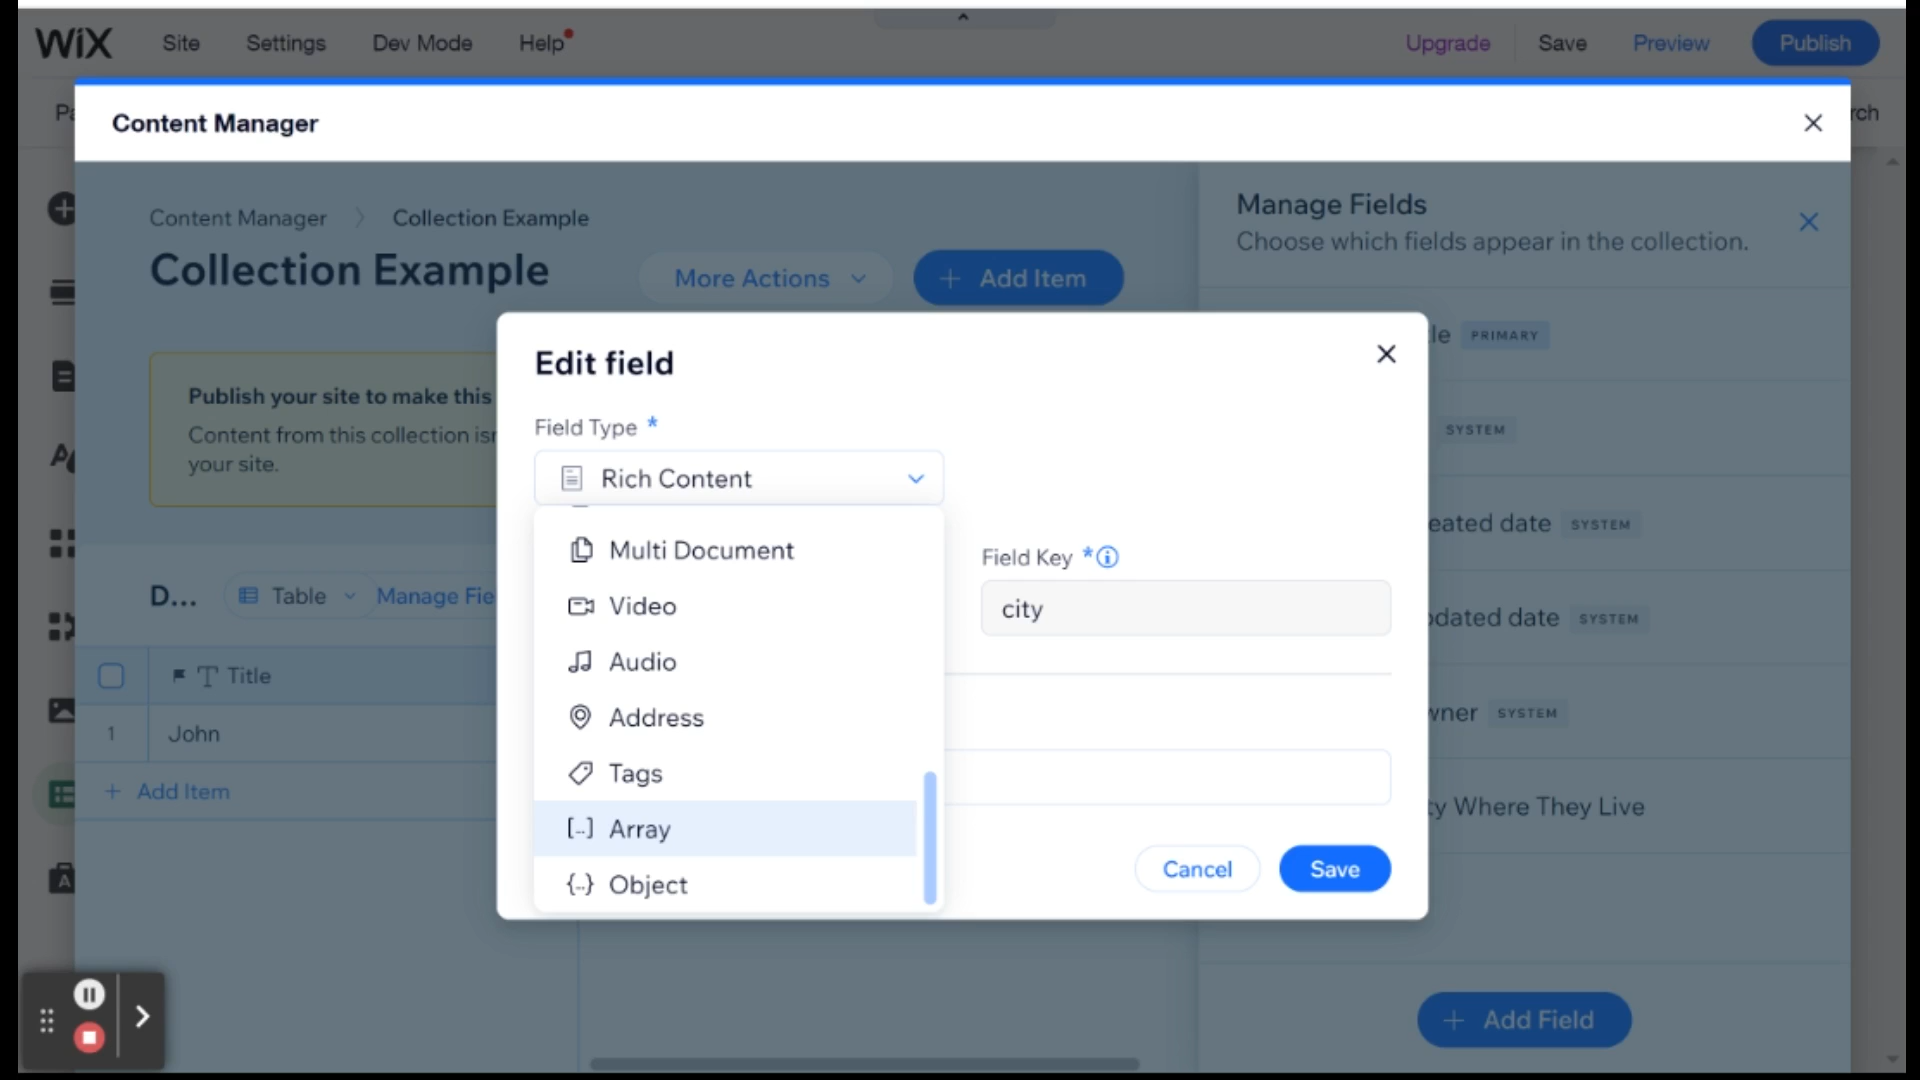 WiX
Site
Settings
Dev Mode
Help
Upgrade
Save
Preview
Publish
Content Manager
Content Manager
Collection Example
Collection Example
More Actions
+ Add Item
Manage Fields
Choose which fields appear in the collection.
Publish your site to make this
Content from this collection
your site.
Edit field
Field Type *
Rich Content
Multi Document
Video
Audio
Address
Tags
[..] Array
{..} Object
Field Key *
city
Cancel
Save
PRIMARY
SYSTEM
eated date SYSTEM
dated date SYSTEM
wner SYSTEM
ty Where They Live
+ Add Field
D...
Table
Manage Fie
Title
1
John
+ Add Item